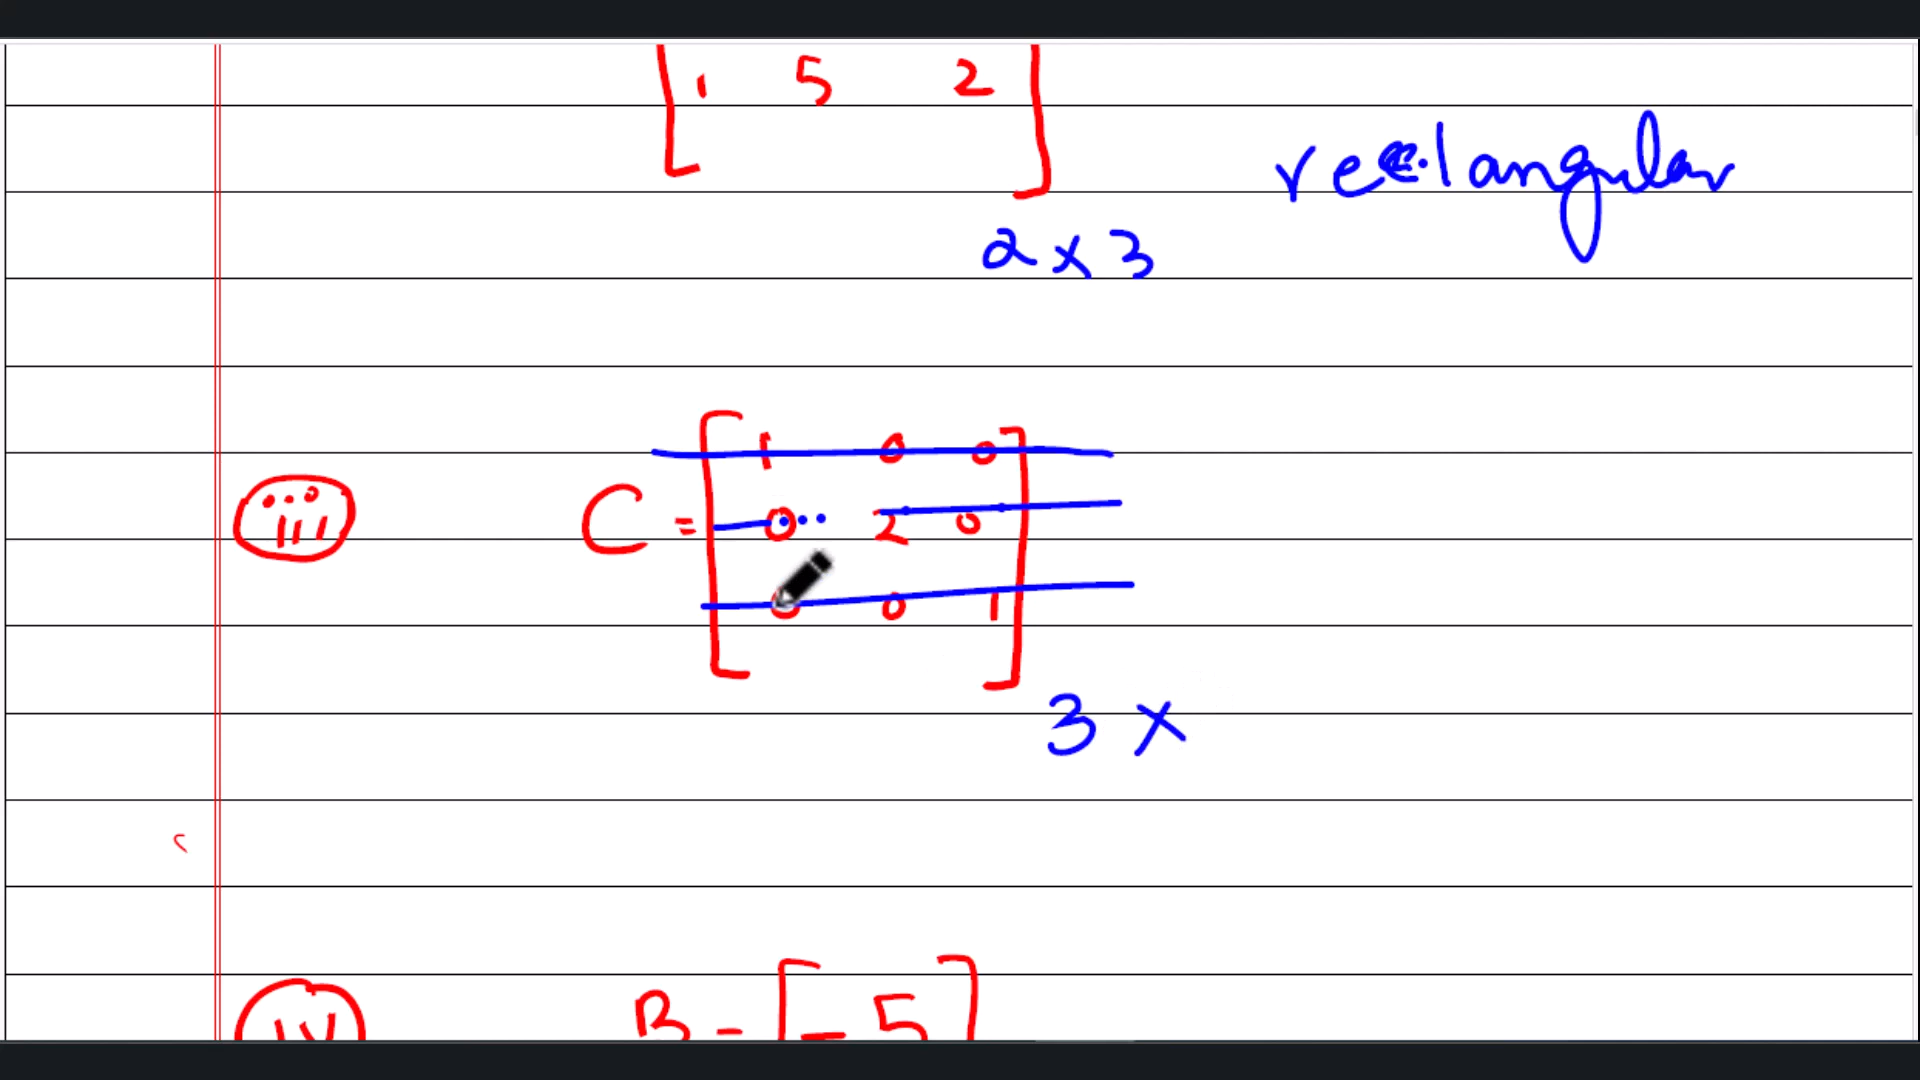 1 5 2
rectangular
2 x 3
iii C = 1 0 0
0 2 0
0 0 1
3 x
iv B = [-5]